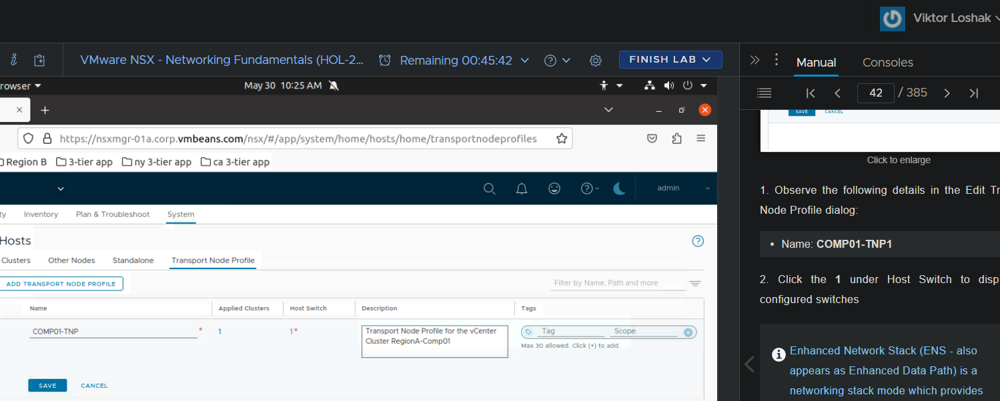 Viktor Loshak
VMware NSX - Networking Fundamentals (HOL-2...
Remaining 00:45:42
FINISH LAB
Manual
Consoles
rowser
May 30 10:25 AM
42 / 385
https://nsxmgr-01a.corp.vmbeans.com/nsx/#/app/system/home/hosts/home/transportnodeprofiles
Region B
3-tier app
ny 3-tier app
ca 3-tier app
admin
ty
Inventory
Plan & Troubleshoot
System
Hosts
Clusters
Other Nodes
Standalone
Transport Node Profile
ADD TRANSPORT NODE PROFILE
Filter by Name, Path and more
Name
Applied Clusters
Host Switch
Description
Tags
COMP01-TNP *
1
1 *
Transport Node Profile for the vCenter
Cluster RegionA-Comp01
Tag
Scope
Max 30 allowed. Click (+) to add.
SAVE
CANCEL
SAVE
CANCEL
Click to enlarge
1. Observe the following details in the Edit Tr
Node Profile dialog:
• Name: COMP01-TNP1
2. Click the 1 under Host Switch to disp
configured switches
Enhanced Network Stack (ENS - also
appears as Enhanced Data Path) is a
networking stack mode which provides